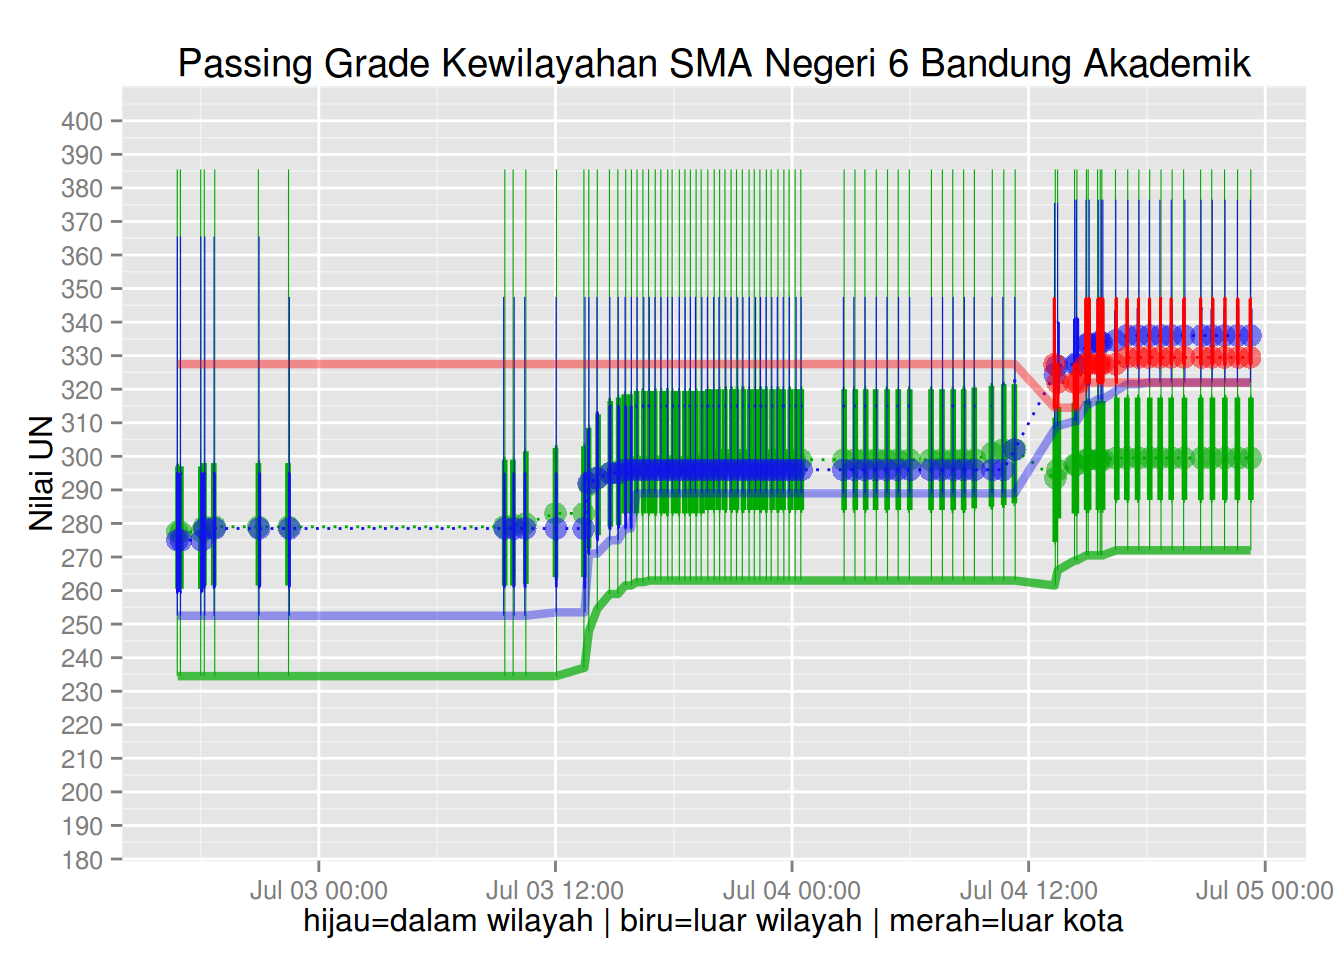 Passing Grade Kewilayahan SMA Negeri 6 Bandung Akademik
Nilai UN
400
390
380
370
360
350
340
330
320
310
300
290
280
270
260
250
240
230
220
210
200
190
180
Jul 03 00:00
Jul 03 12:00
Jul 04 00:00
Jul 04 12:00
Jul 05 00:00
hijau=dalam wilayah | biru=luar wilayah | merah=luar kota